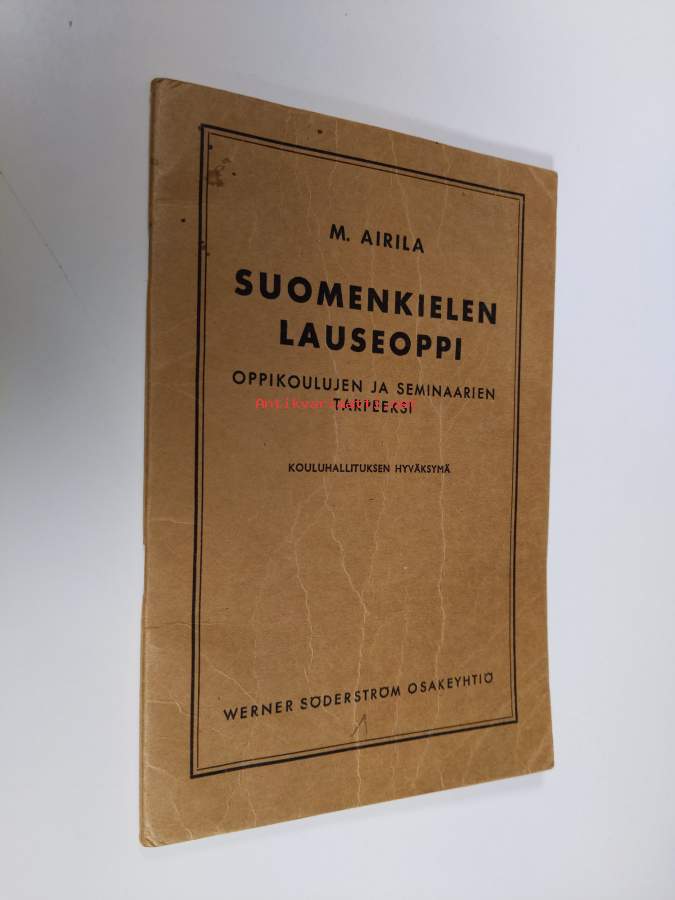 M. AIRILA
SUOMENKIELEN
LAUSEOPPI
OPPIKOULUJEN JA SEMINAARIEN
TARPEEKSI
KOULUHALLITUKSEN HYVÄKSYMÄ
WERNER SÖDERSTRÖM OSAKEYHTIÖ